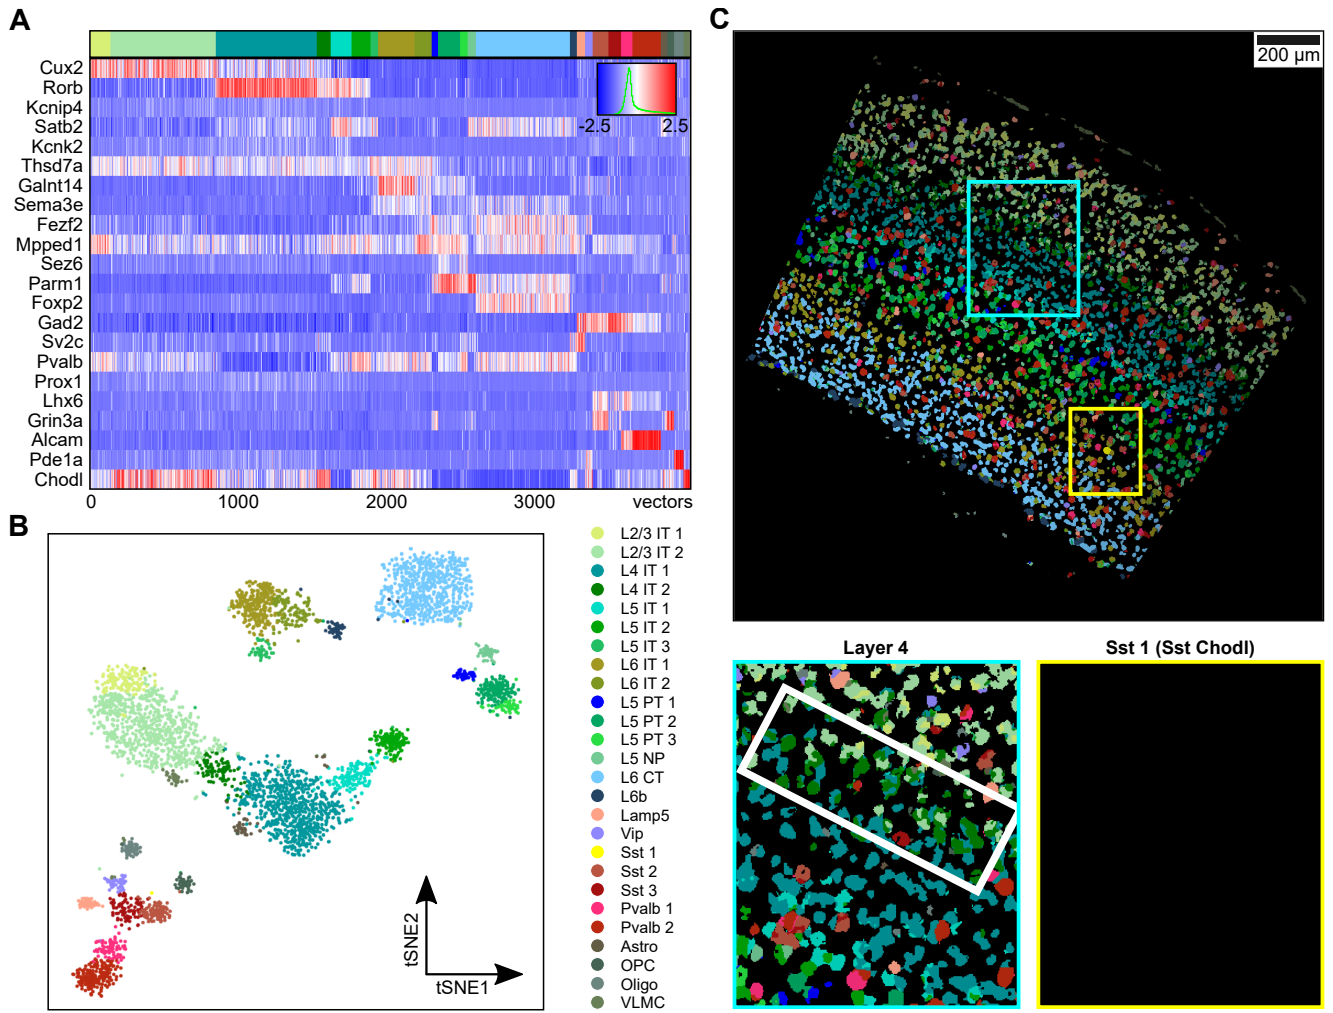 A
Cux2
Rorb
Kcnip4
Satb2
Kcnk2
Thsd7a
Galnt14
Sema3e
Fezf2
Mpped1
Sez6
Parm1
Foxp2
Gad2
Sv2c
Pvalb
Prox1
Lhx6
Grin3a
Alcam
Pde1a
Chodl
-2.5 2.5
0 1000 2000 3000 vectors
B
tSNE2
tSNE1
L2/3 IT 1
L2/3 IT 2
L4 IT 1
L4 IT 2
L5 IT 1
L5 IT 2
L5 IT 3
L6 IT 1
L6 IT 2
L5 PT 1
L5 PT 2
L5 PT 3
L5 NP
L6 CT
L6b
Lamp5
Vip
Sst 1
Sst 2
Sst 3
Pvalb 1
Pvalb 2
Astro
OPC
Oligo
VLMC
C
200 µm
Layer 4
Sst 1 (Sst Chodl)